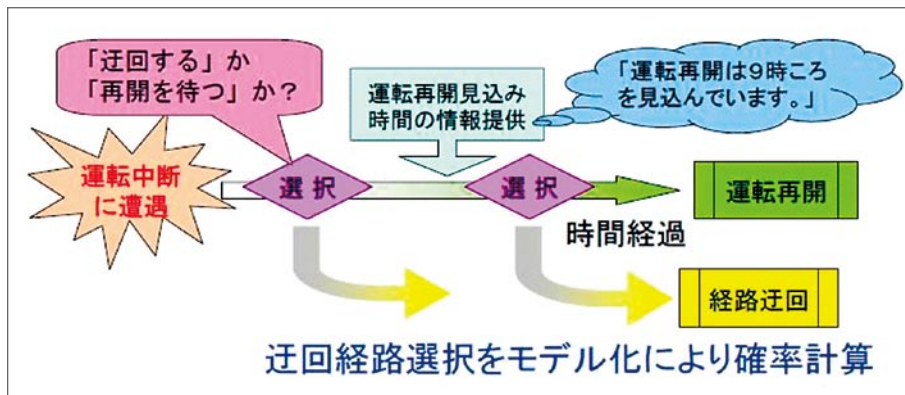 「迂回する」か
「再開を待つ」か？
運転再開見込み
時間の情報提供
「運転再開は９時ころ
を見込んでいます。」
運転中断
に遭遇
選択
選択
運転再開
時間経過
経路迂回
迂回経路選択をモデル化により確率計算